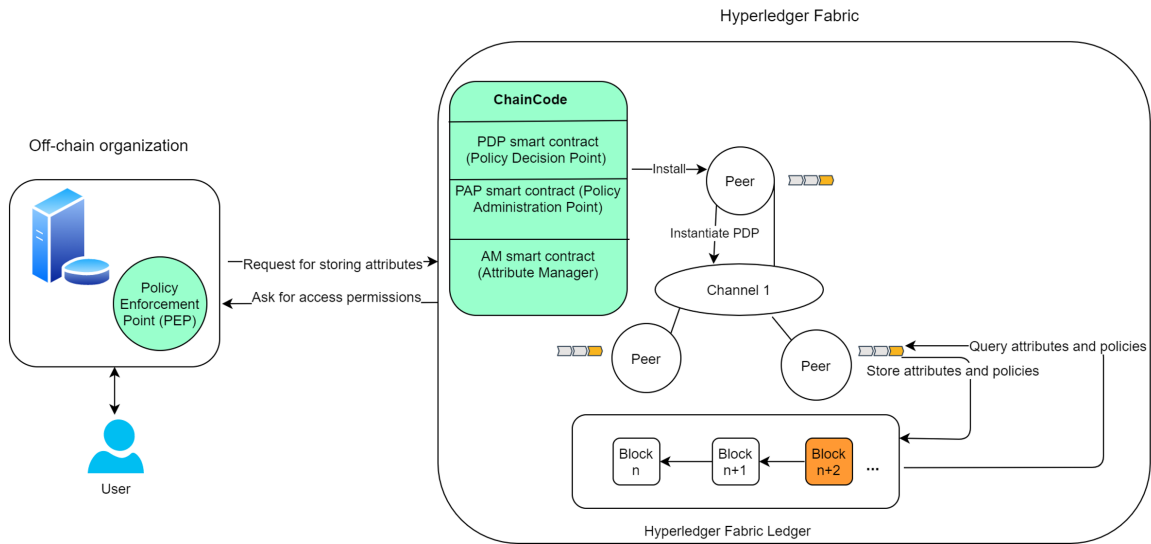 Hyperledger Fabric
ChainCode
PDP smart contract
(Policy Decision Point)
PAP smart contract (Policy
Administration Point)
AM smart contract
(Attribute Manager)
Off-chain organization
Policy
Enforcement
Point (PEP)
User
Request for storing attributes
Ask for access permissions
Install
Peer
Instantiate PDP
Channel 1
Peer
Peer
Query attributes and policies
Store attributes and policies
Block
n
Block
n+1
Block
n+2
...
Hyperledger Fabric Ledger